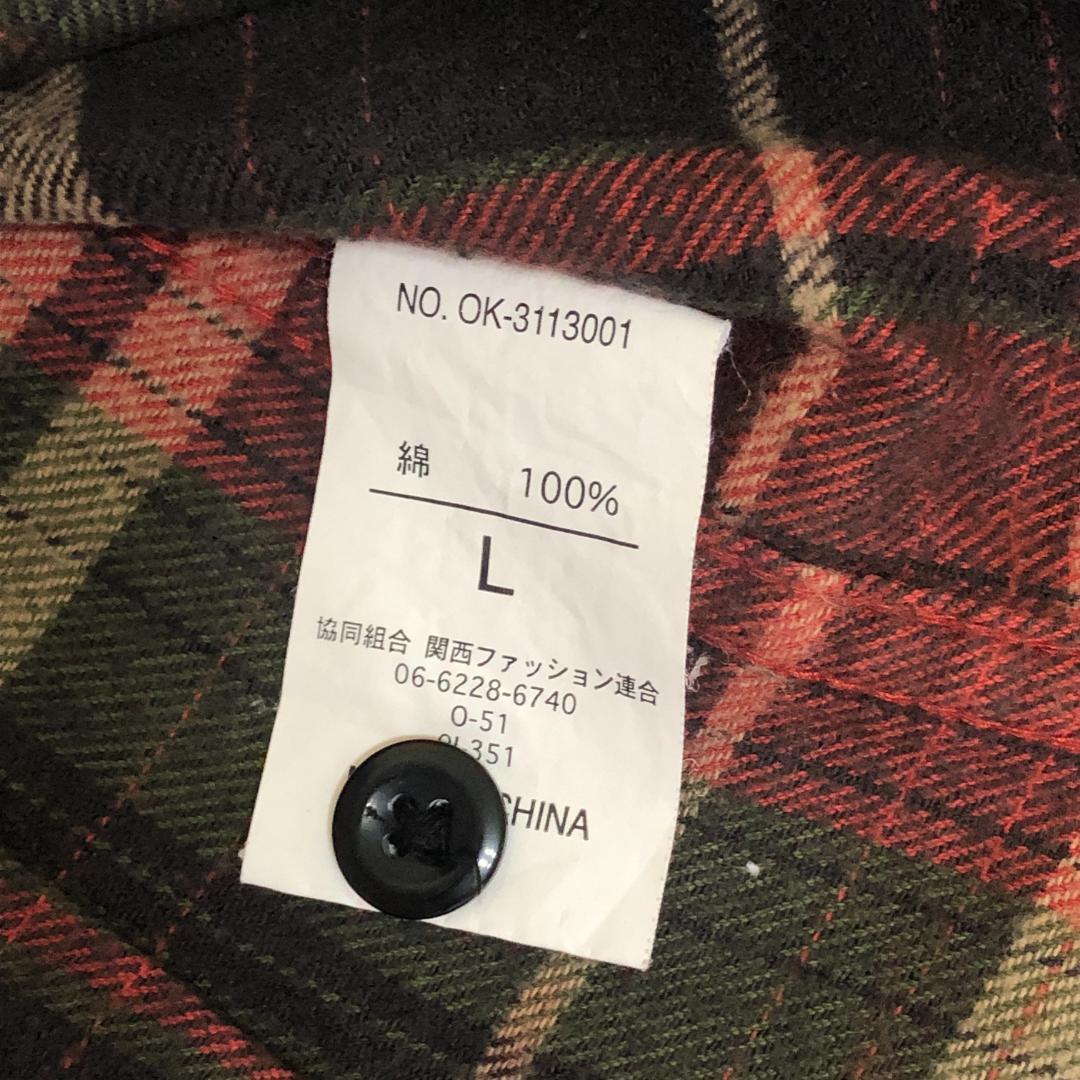 NO. OK-3113001
綿 100%
L
協同組合 関西ファッション連合
06-6228-6740
O-51
351
CHINA